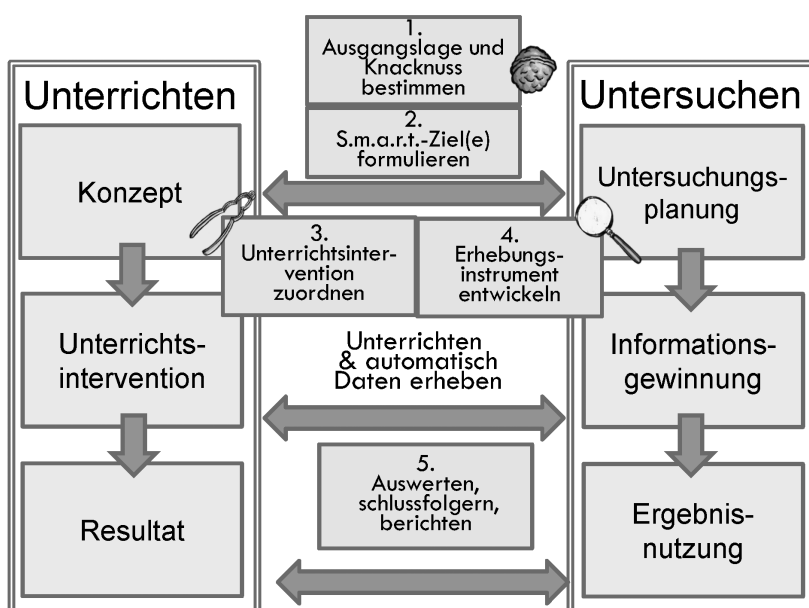 1.
Ausgangslage und
Knacknuss
bestimmen
Unterrichten
Untersuchen
2.
S.m.a.r.t.-Ziel(e)
formulieren
Konzept
Untersuchungs-
planung
3.
Unterrichtsinter-
vention
zuordnen
4.
Erhebungs-
instrument
entwickeln
Unterrichts-
intervention
Unterrichten
& automatisch
Daten erheben
Informations-
gewinnung
5.
Auswerten,
schlussfolgern,
berichten
Resultat
Ergebnis-
nutzung